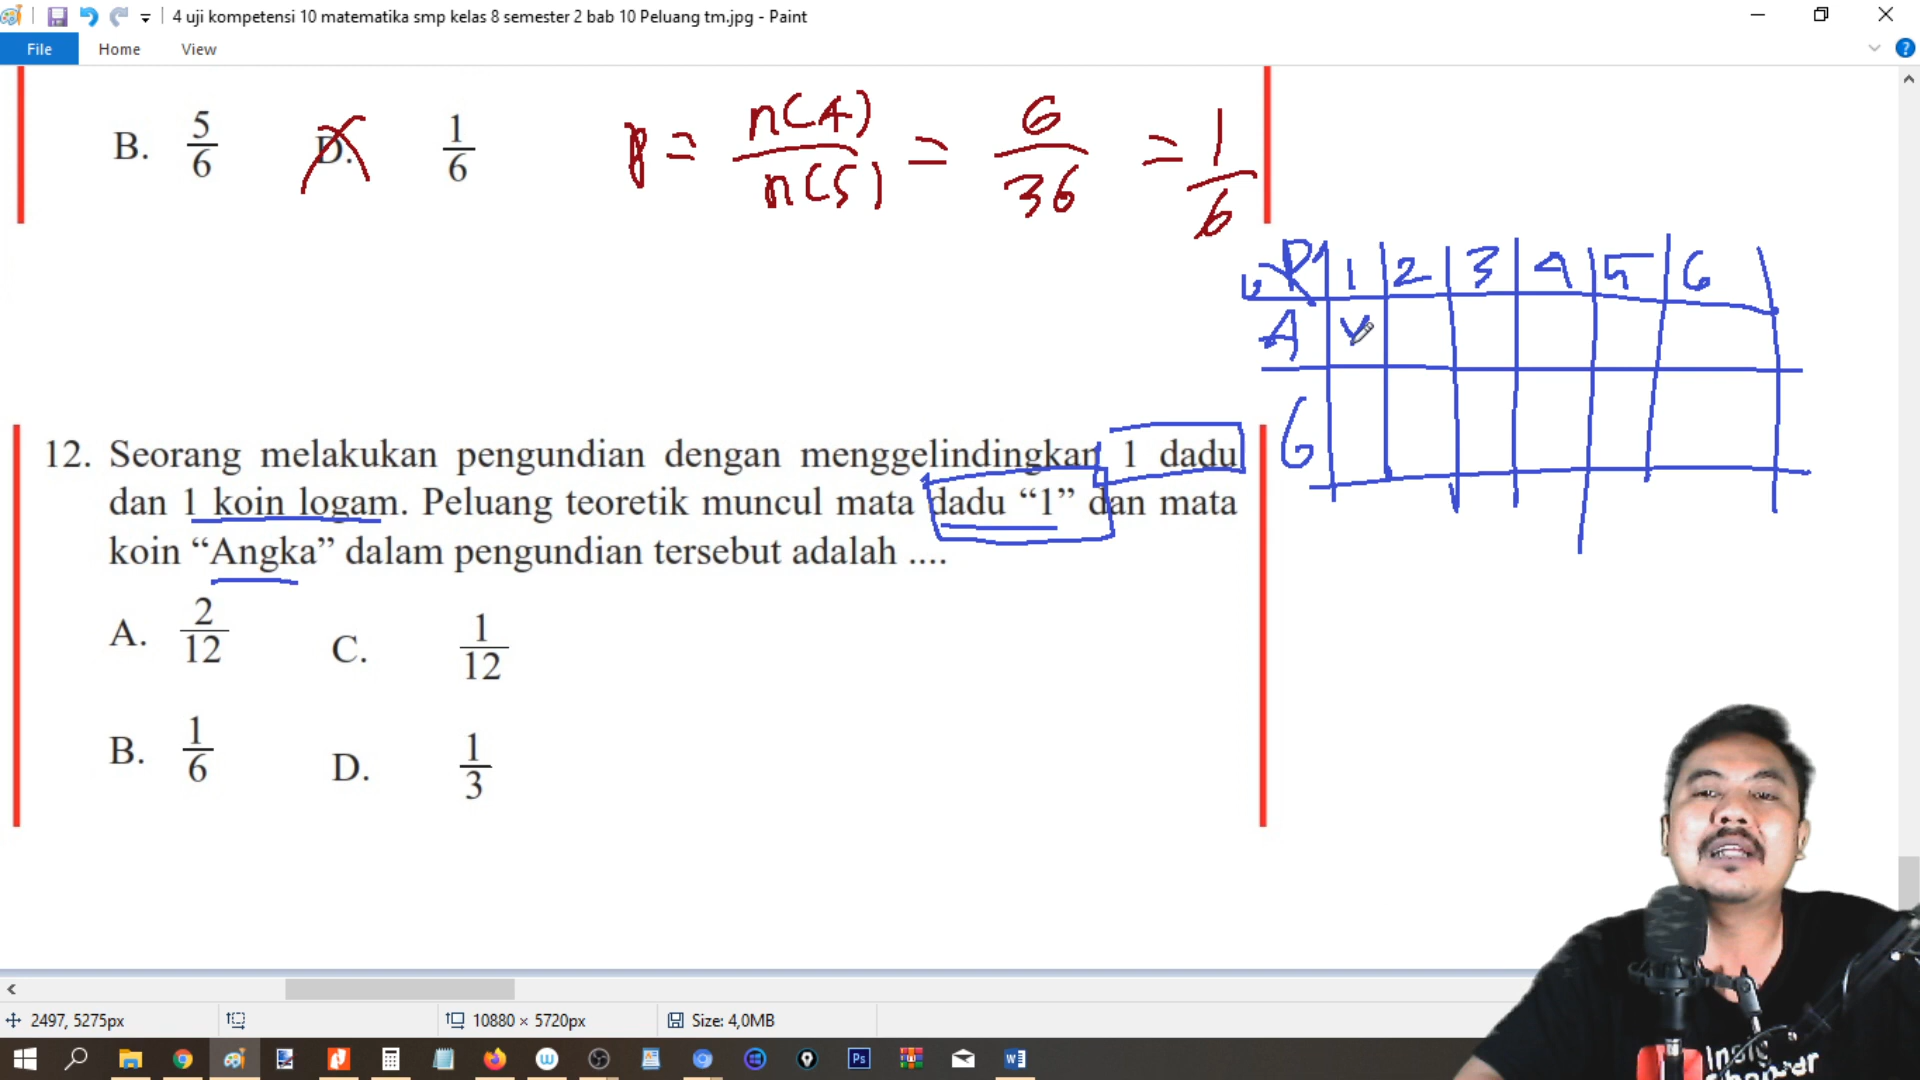 4 uji kompetensi 10 matematika smp kelas 8 semester 2 bab 10 Peluang tm.jpg - Paint
File Home View
B. 5/6 D. 1/6
= n(A)/n(S) = 6/36 = 1/6
1 2 3 4 5 6
A
G
12. Seorang melakukan pengundian dengan menggelindingkan 1 dadu
dan 1 koin logam. Peluang teoretik muncul mata dadu “1” dan mata
koin “Angka” dalam pengundian tersebut adalah ....
A. 2/12 C. 1/12
B. 1/6 D. 1/3
2497, 5275px 10880 × 5720px Size: 4,0MB
Ps